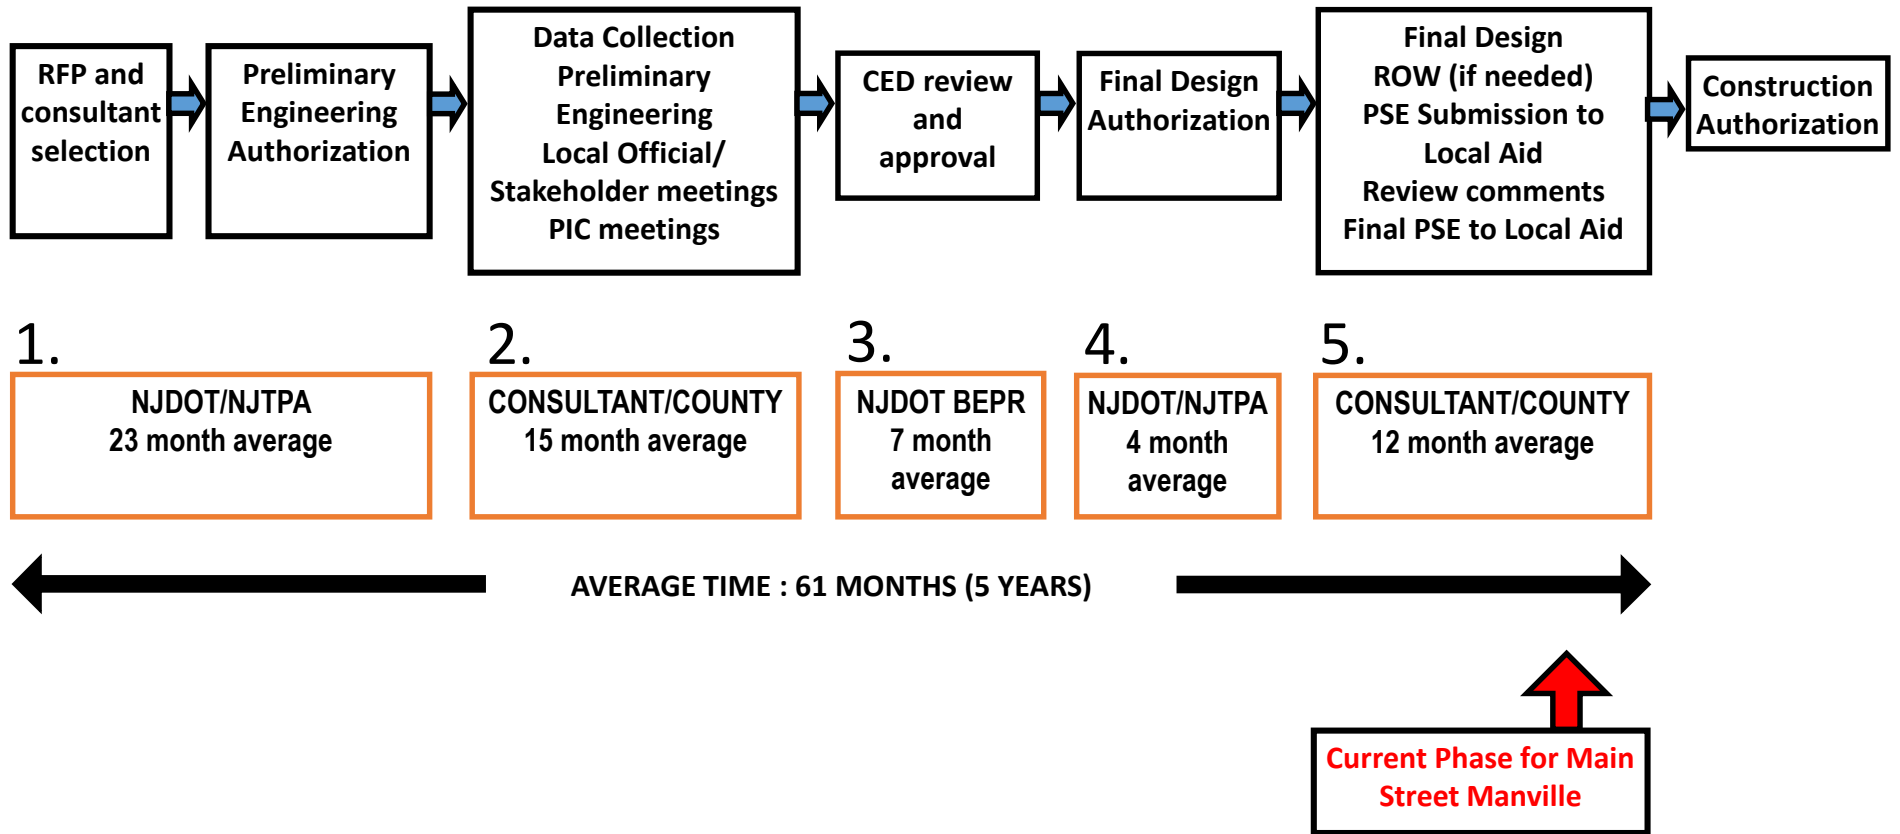 RFP and
consultant
selection
Preliminary
Engineering
Authorization
Data Collection
Preliminary
Engineering
Local Official/
Stakeholder meetings
PIC meetings
CED review
and
approval
Final Design
Authorization
Final Design
ROW (if needed)
PSE Submission to
Local Aid
Review comments
Final PSE to Local Aid
Construction
Authorization
1.
NJDOT/NJTPA
23 month average
2.
CONSULTANT/COUNTY
15 month average
3.
NJDOT BEPR
7 month
average
4.
NJDOT/NJTPA
4 month
average
5.
CONSULTANT/COUNTY
12 month average
AVERAGE TIME : 61 MONTHS (5 YEARS)
Current Phase for Main
Street Manville